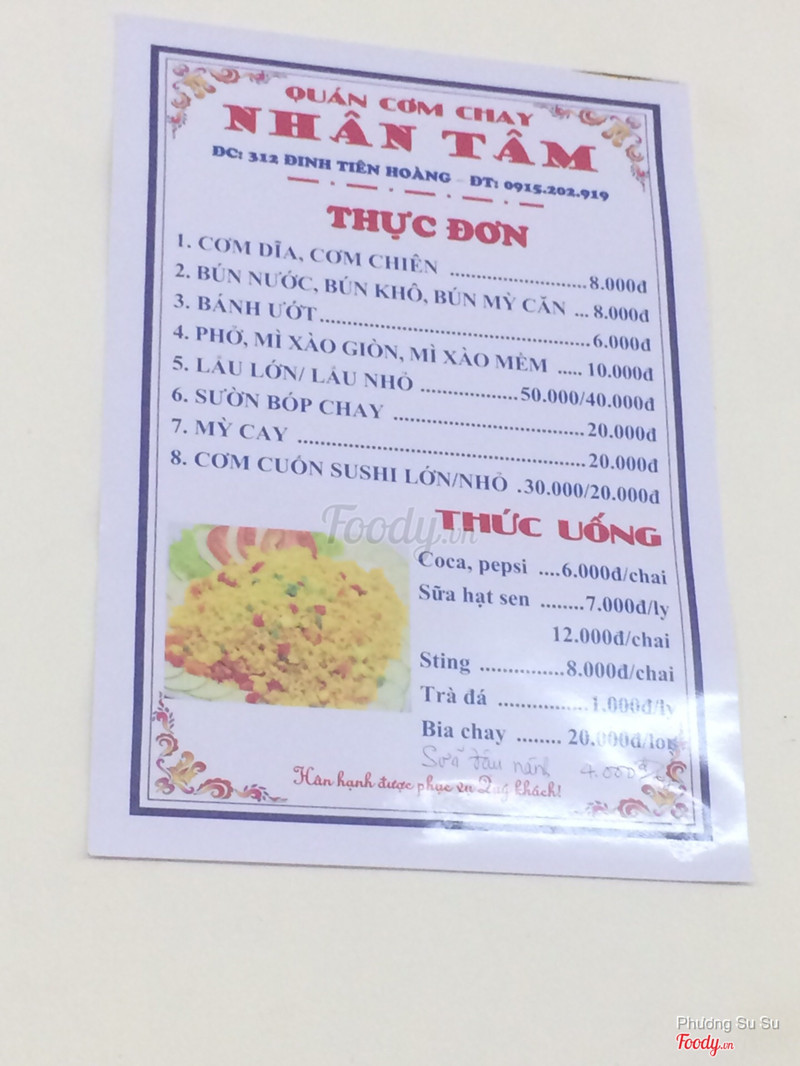 QUÁN CƠM CHAY
NHÂN TÂM
ĐC: 312 ĐINH TIÊN HOÀNG - ĐT: 0915.202.919
THỰC ĐƠN
1. CƠM DĨA, CƠM CHIÊN ........................8.000đ
2. BÚN NƯỚC, BÚN KHÔ, BÚN MỲ CĂN ... 8.000đ
3. BÁNH ƯỚT................................................6.000đ
4. PHỞ, MÌ XÀO GIÒN, MÌ XÀO MỀM ..... 10.000đ
5. LẨU LỚN/ LẨU NHỎ .................50.000/40.000đ
6. SƯỜN BÓP CHAY ..................................20.000đ
7. MỲ CAY ...................................................20.000đ
8. CƠM CUỐN SUSHI LỚN/NHỎ .30.000/20.000đ
Foody.vn
THỨC UỐNG
Coca, pepsi ....6.000đ/chai
Sữa hạt sen ........7.000đ/ly
12.000đ/chai
Sting ...............8.000đ/chai
Trà đá ................1.000đ/ly
Bia chay ........ 20.000đ/lon
Sữa đậu nành 4.000đ
Hân hạnh được phục vụ Quý khách!
Phương Su Su
Foody.vn